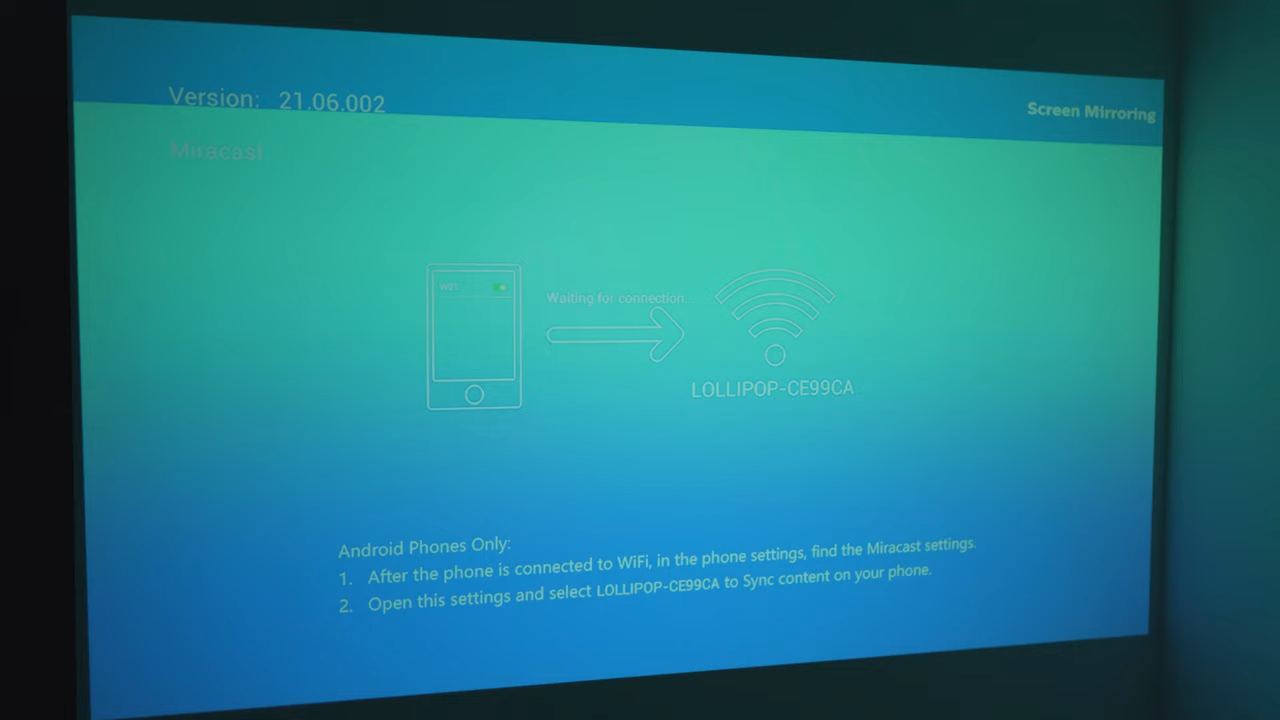 Version: 21.06.002
Screen Mirroring
Miracast
Waiting for connection...
LOLLIPOP-CE99CA
Android Phones Only:
1. After the phone is connected to WiFi, in the phone settings, find the Miracast settings.
2. Open this settings and select LOLLIPOP-CE99CA to Sync content on your phone.